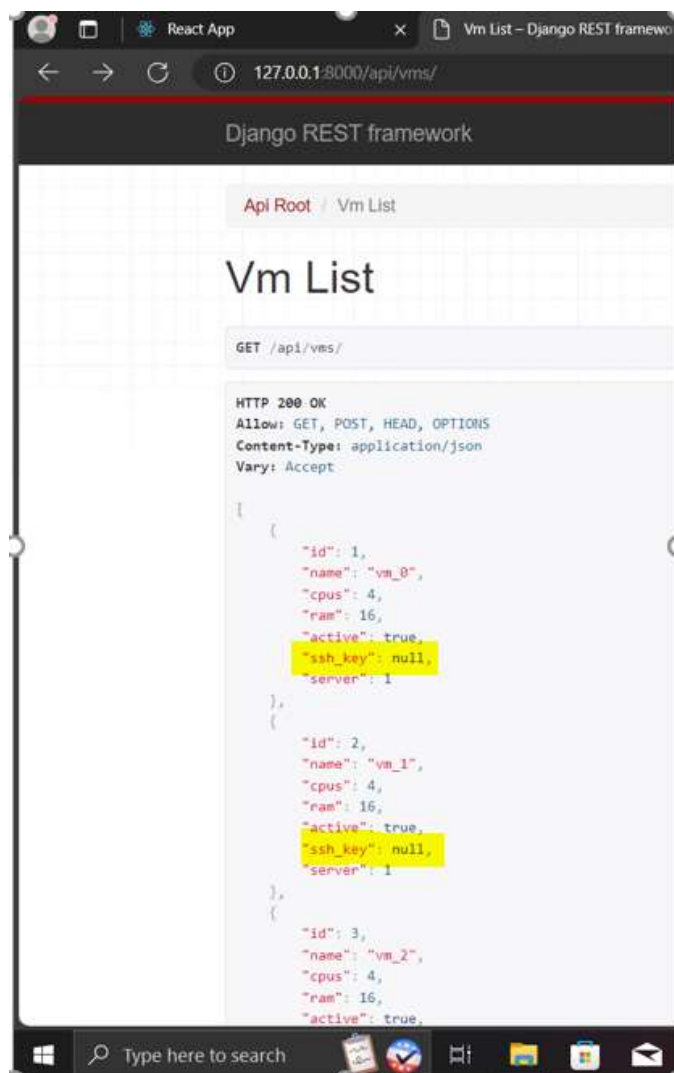 React App
Vm List – Django REST framewo
127.0.0.1:8000/api/vms/
Django REST framework
Api Root / Vm List
Vm List
GET /api/vms/
HTTP 200 OK
Allow: GET, POST, HEAD, OPTIONS
Content-Type: application/json
Vary: Accept
[
{
"id": 1,
"name": "vm_0",
"cpus": 4,
"ram": 16,
"active": true,
"ssh_key": null,
"server": 1
},
{
"id": 2,
"name": "vm_1",
"cpus": 4,
"ram": 16,
"active": true,
"ssh_key": null,
"server": 1
},
{
"id": 3,
"name": "vm_2",
"cpus": 4,
"ram": 16,
"active": true,
Type here to search